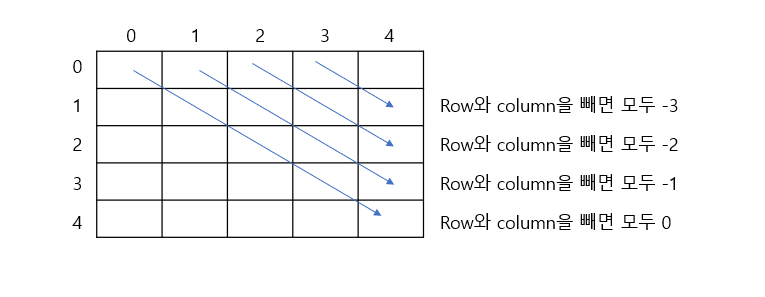 0 1 2 3 4
0
1 Row와 column을 빼면 모두 -3
2 Row와 column을 빼면 모두 -2
3 Row와 column을 빼면 모두 -1
4 Row와 column을 빼면 모두 0